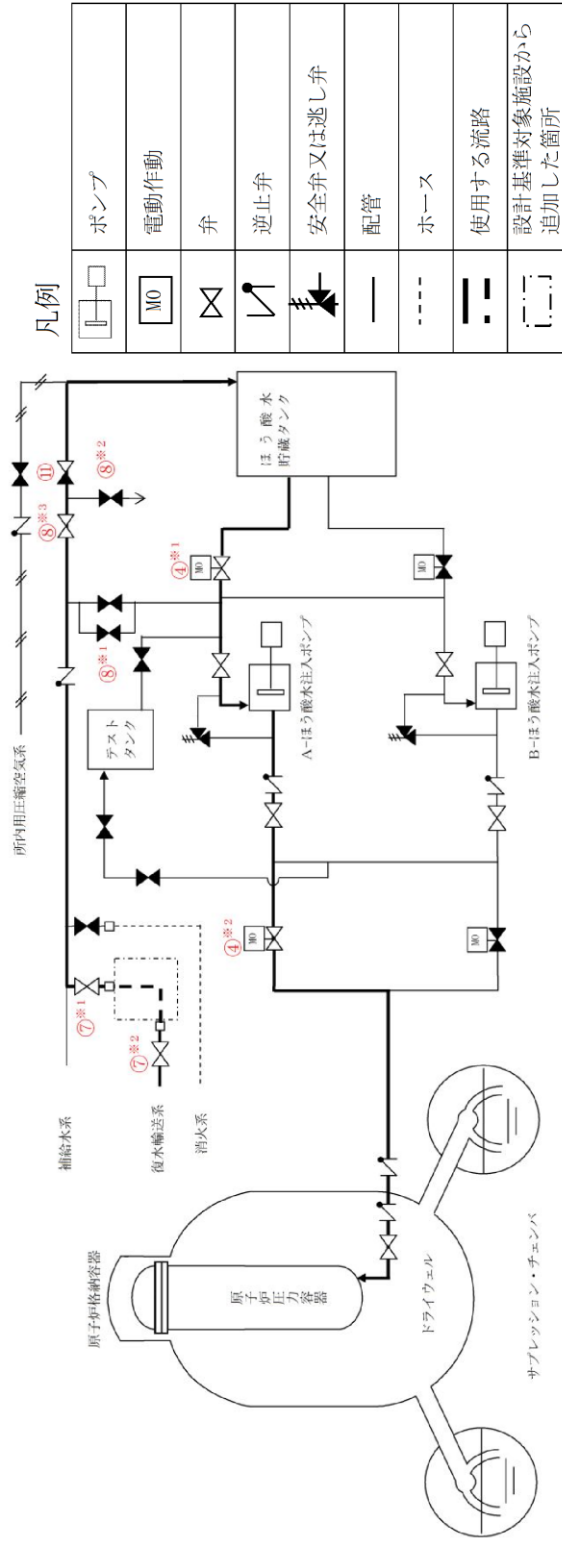 凡例
ポンプ
MO
電動作動
弁
逆止弁
安全弁又は逃し弁
配管
ホース
使用する流路
設計基準対象施設から
追加した箇所
所内用圧縮空気系
補給水系
復水輸送系
消火系
⑦※1
⑦※2
⑧※1
⑧※3
⑪
⑧※2
テスト
タンク
ほう酸水
貯蔵タンク
MO
④※1
MO
④※2
A-ほう酸水注入ポンプ
MO
MO
B-ほう酸水注入ポンプ
原子炉格納容器
原子炉
圧力容器
ドライウェル
サプレッション・チェンバ